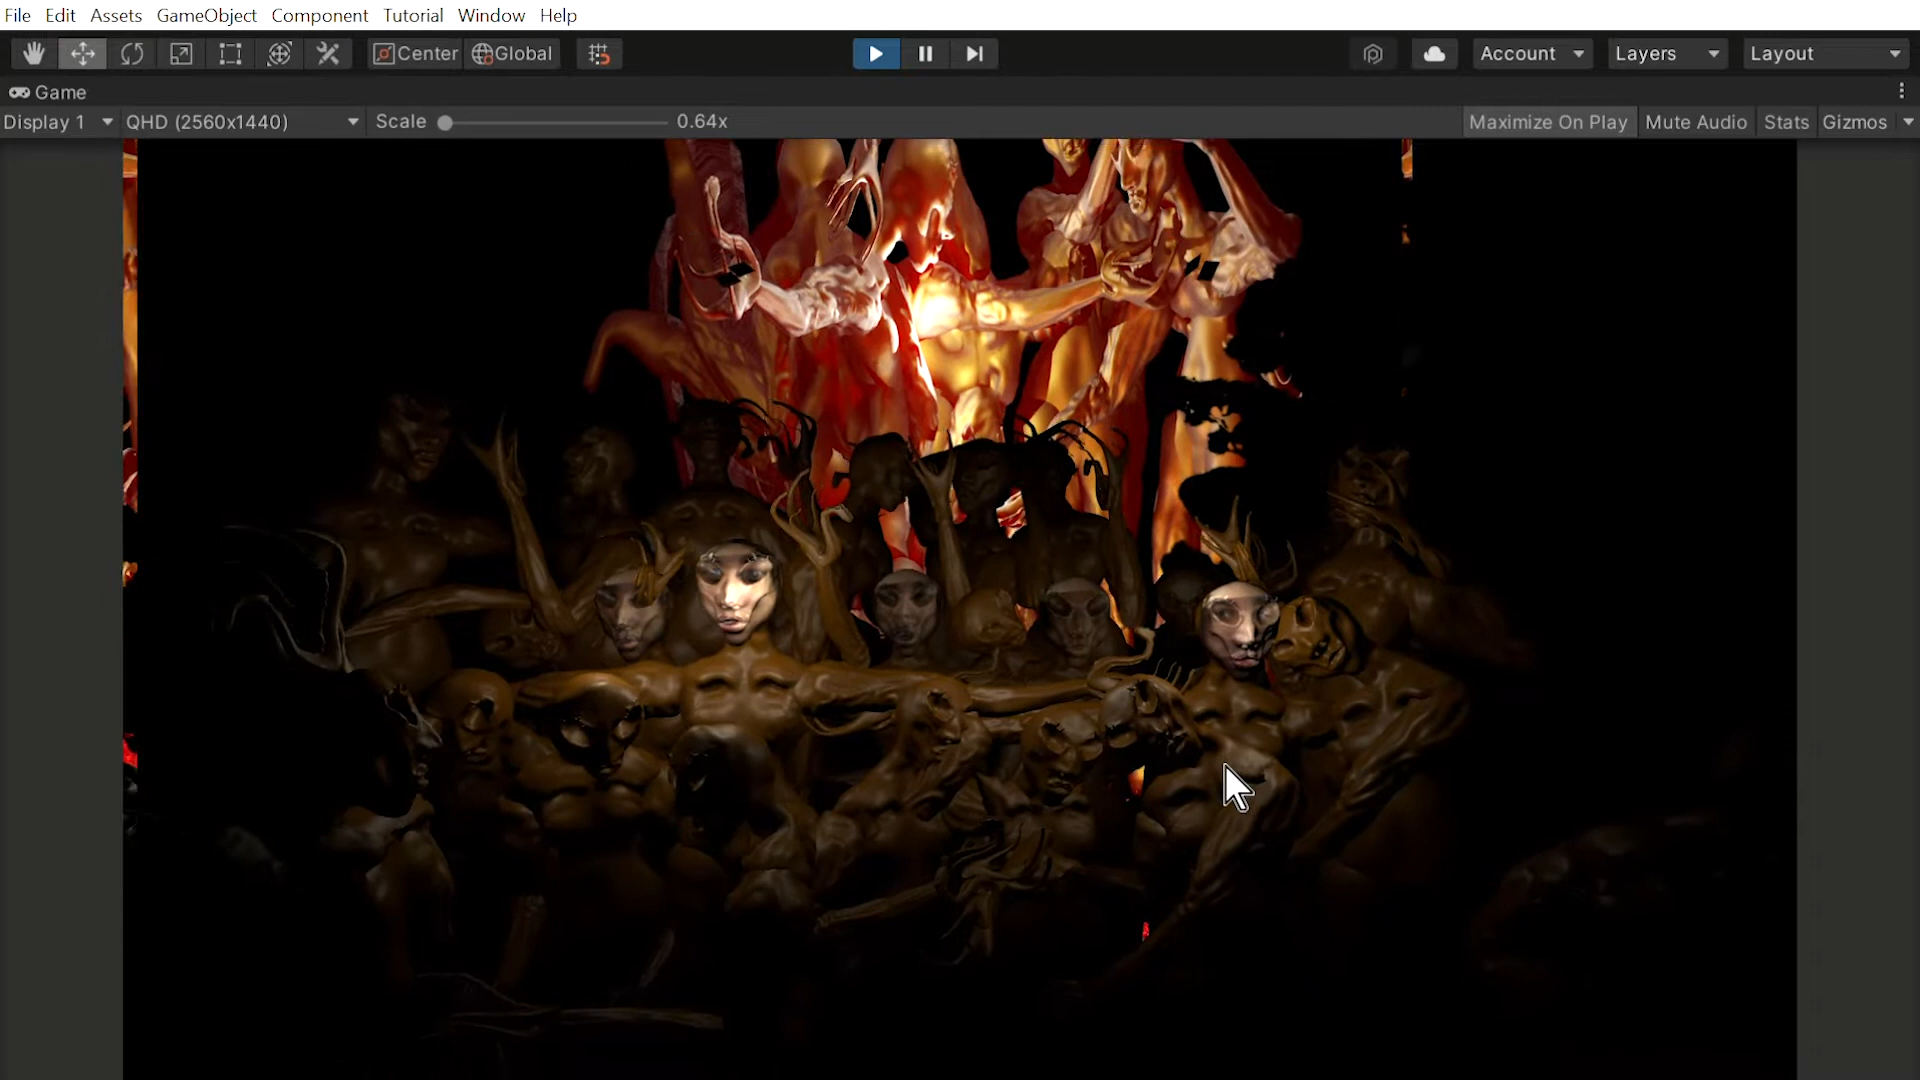 File Edit Assets GameObject Component Tutorial Window Help
Center Global Account Layers Layout
Game
Display 1 QHD (2560x1440) Scale 0.64x Maximize On Play Mute Audio Stats Gizmos